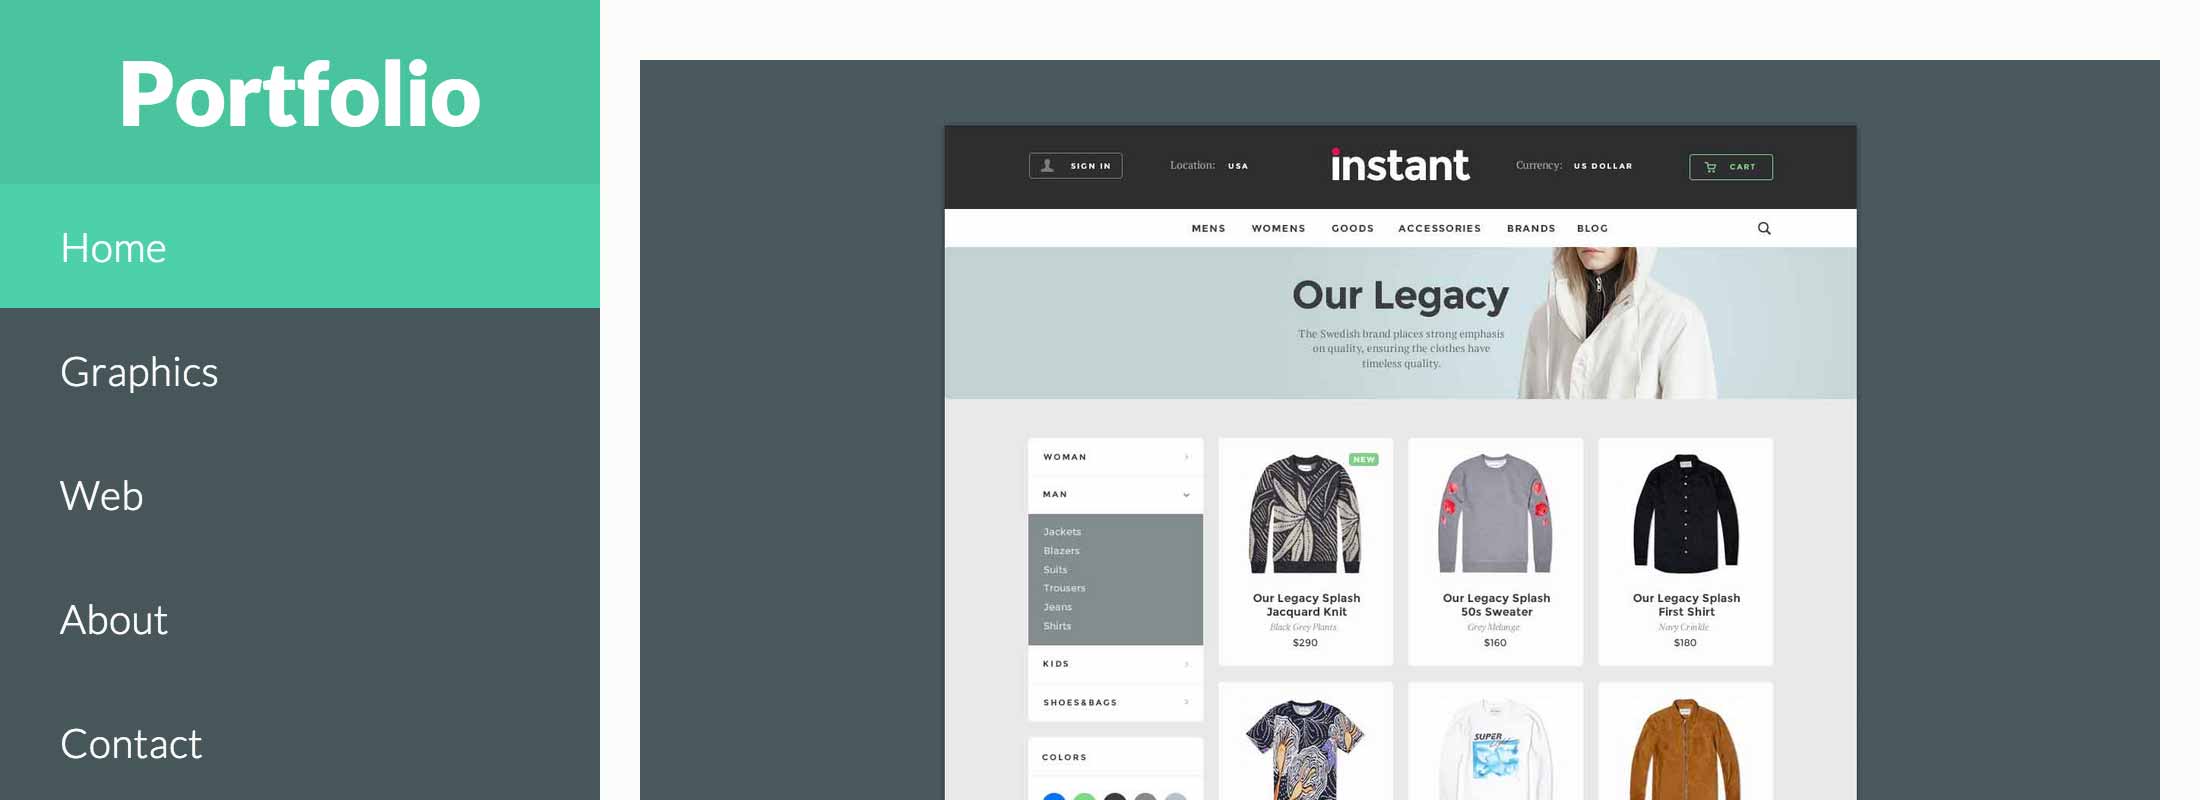 Portfolio
Home
Graphics
Web
About
Contact
SIGN IN
Location: USA
instant
Currency: US DOLLAR
CART
MENS WOMENS GOODS ACCESSORIES BRANDS BLOG
Our Legacy
The Swedish brand places strong emphasis
on quality, ensuring the clothes have
timeless quality.
WOMAN
MAN
Jackets
Blazers
Suits
Trousers
Jeans
Shirts
KIDS
SHOES&BAGS
COLORS
NEW
Our Legacy Splash
Jacquard Knit
Black Grey Plants
$290
Our Legacy Splash
50s Sweater
Grey Melange
$160
Our Legacy Splash
First Shirt
Navy Crinkle
$180
SUPER